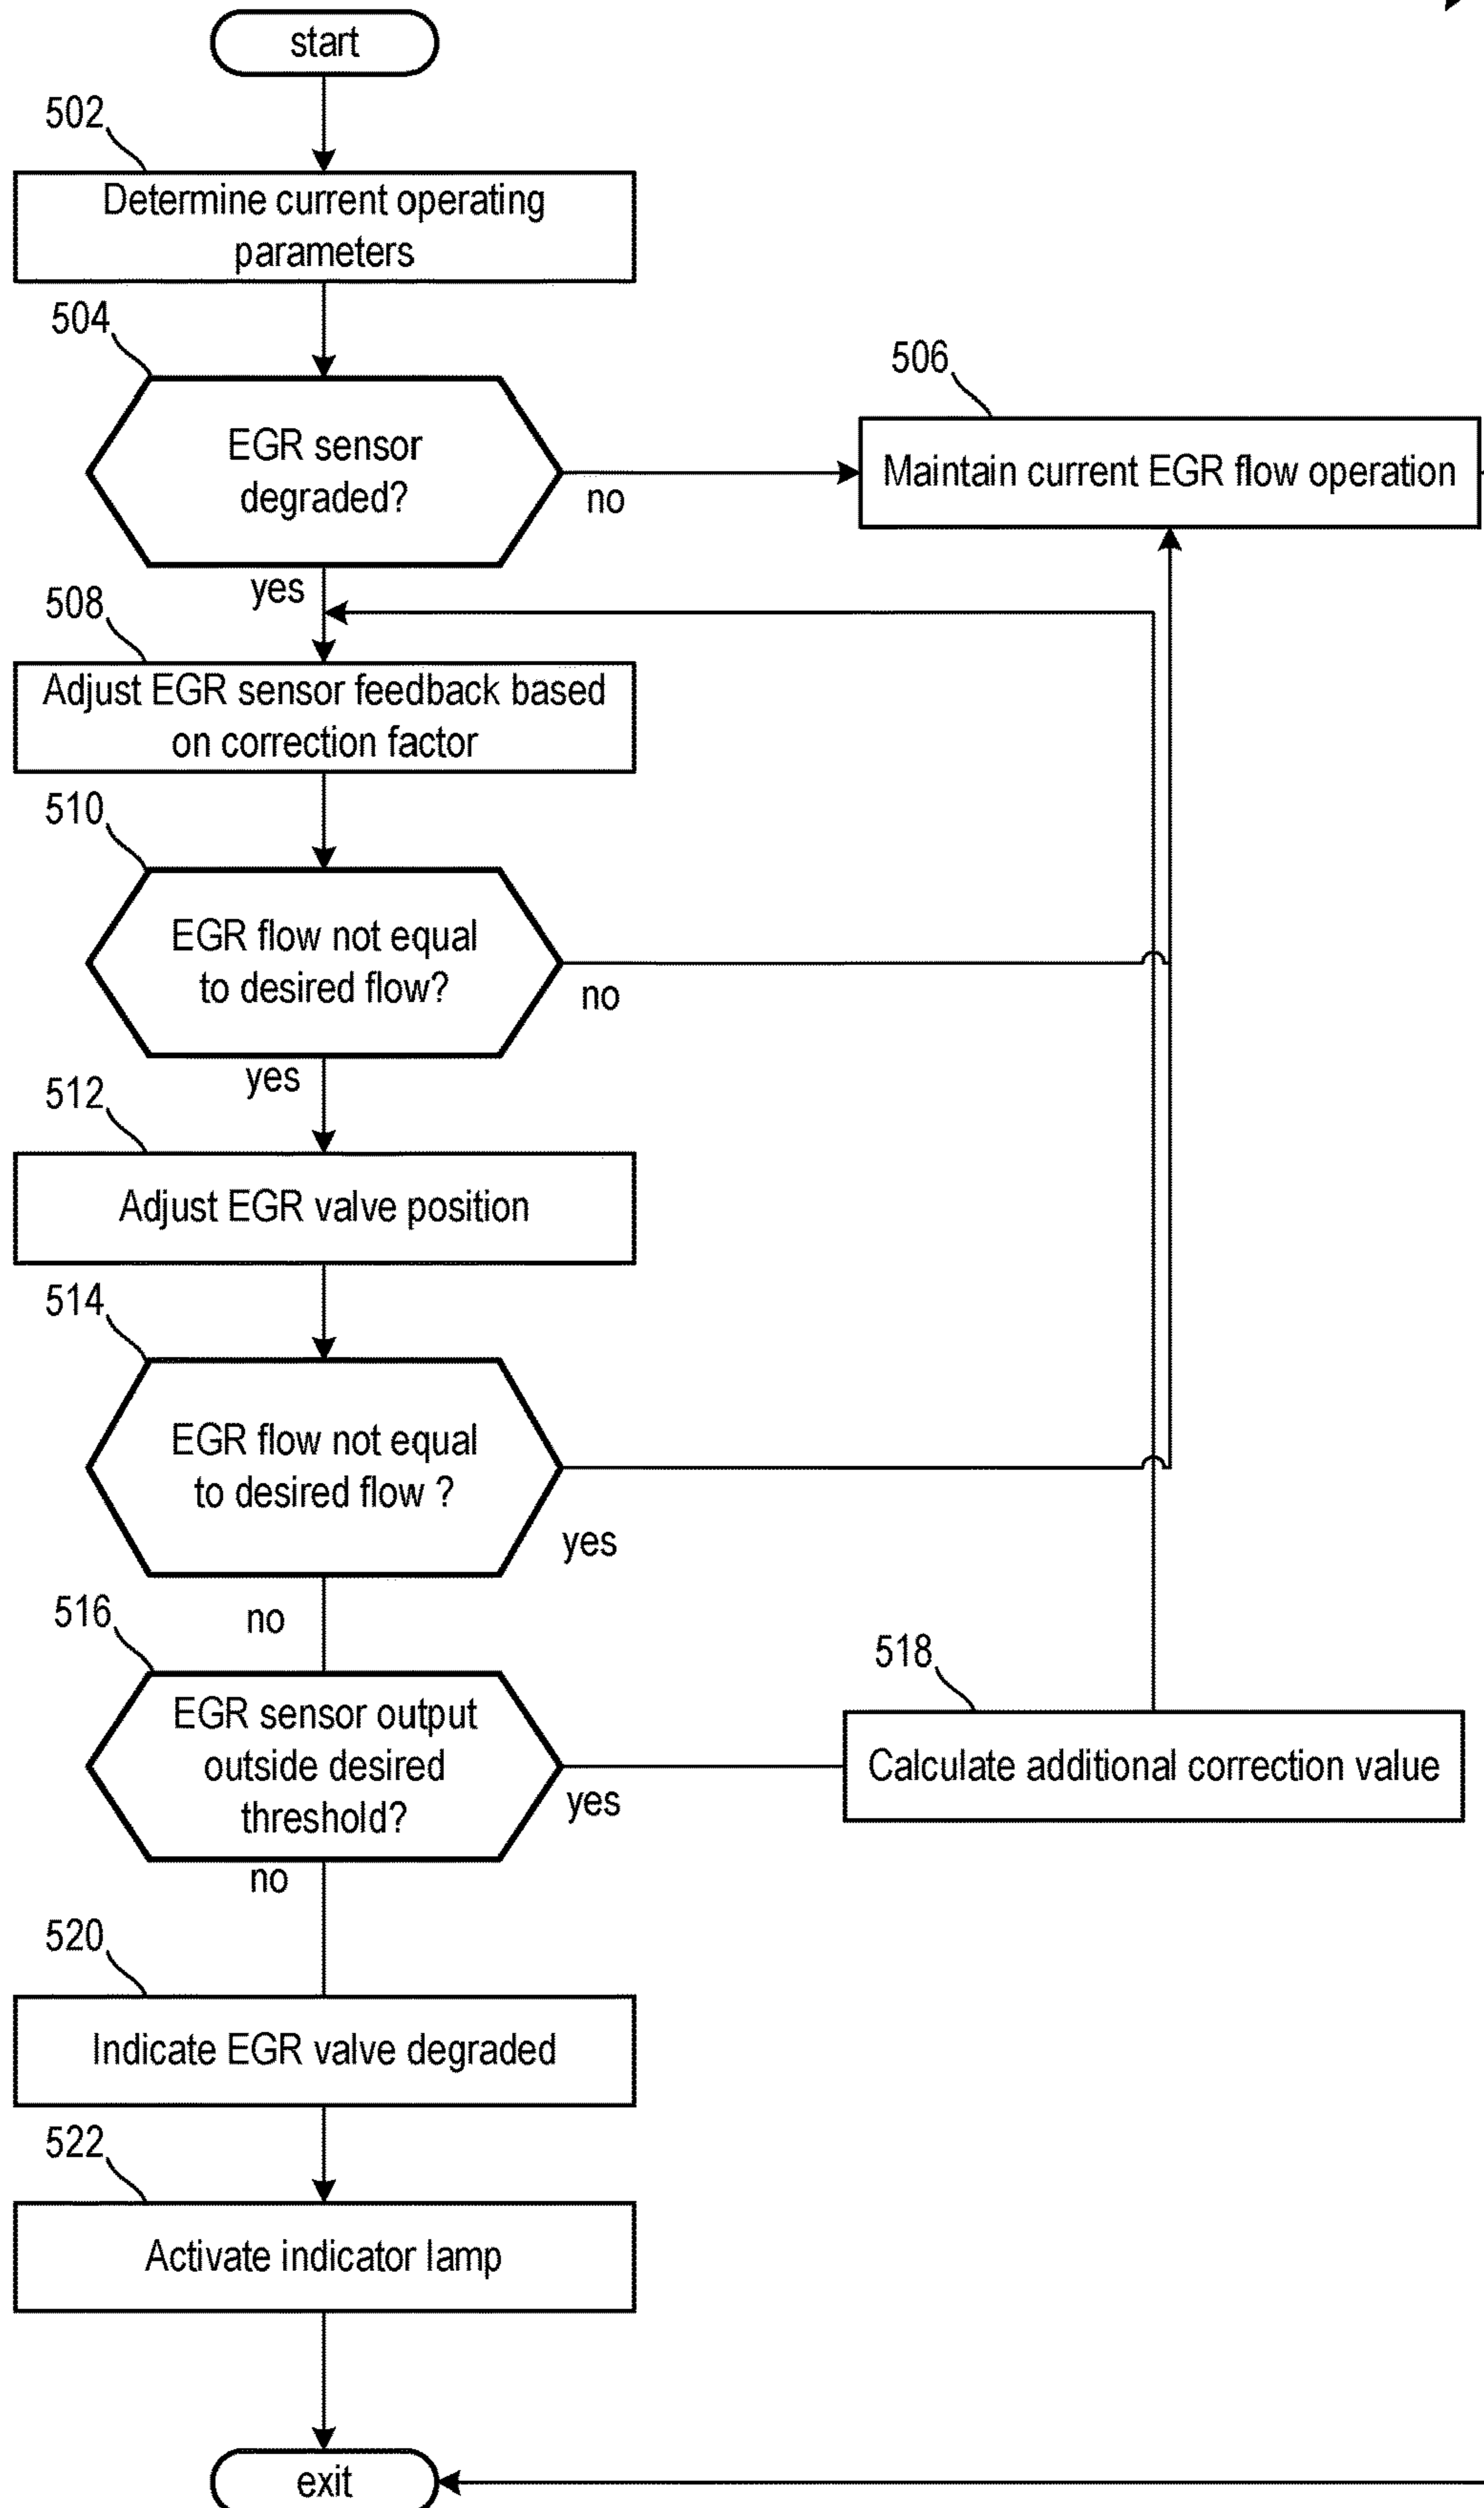 start
502
Determine current operating
parameters
504
EGR sensor
degraded?
no
yes
506
Maintain current EGR flow operation
508
Adjust EGR sensor feedback based
on correction factor
510
EGR flow not equal
to desired flow?
no
yes
512
Adjust EGR valve position
514
EGR flow not equal
to desired flow ?
yes
no
516
EGR sensor output
outside desired
threshold?
yes
no
518
Calculate additional correction value
520
Indicate EGR valve degraded
522
Activate indicator lamp
exit